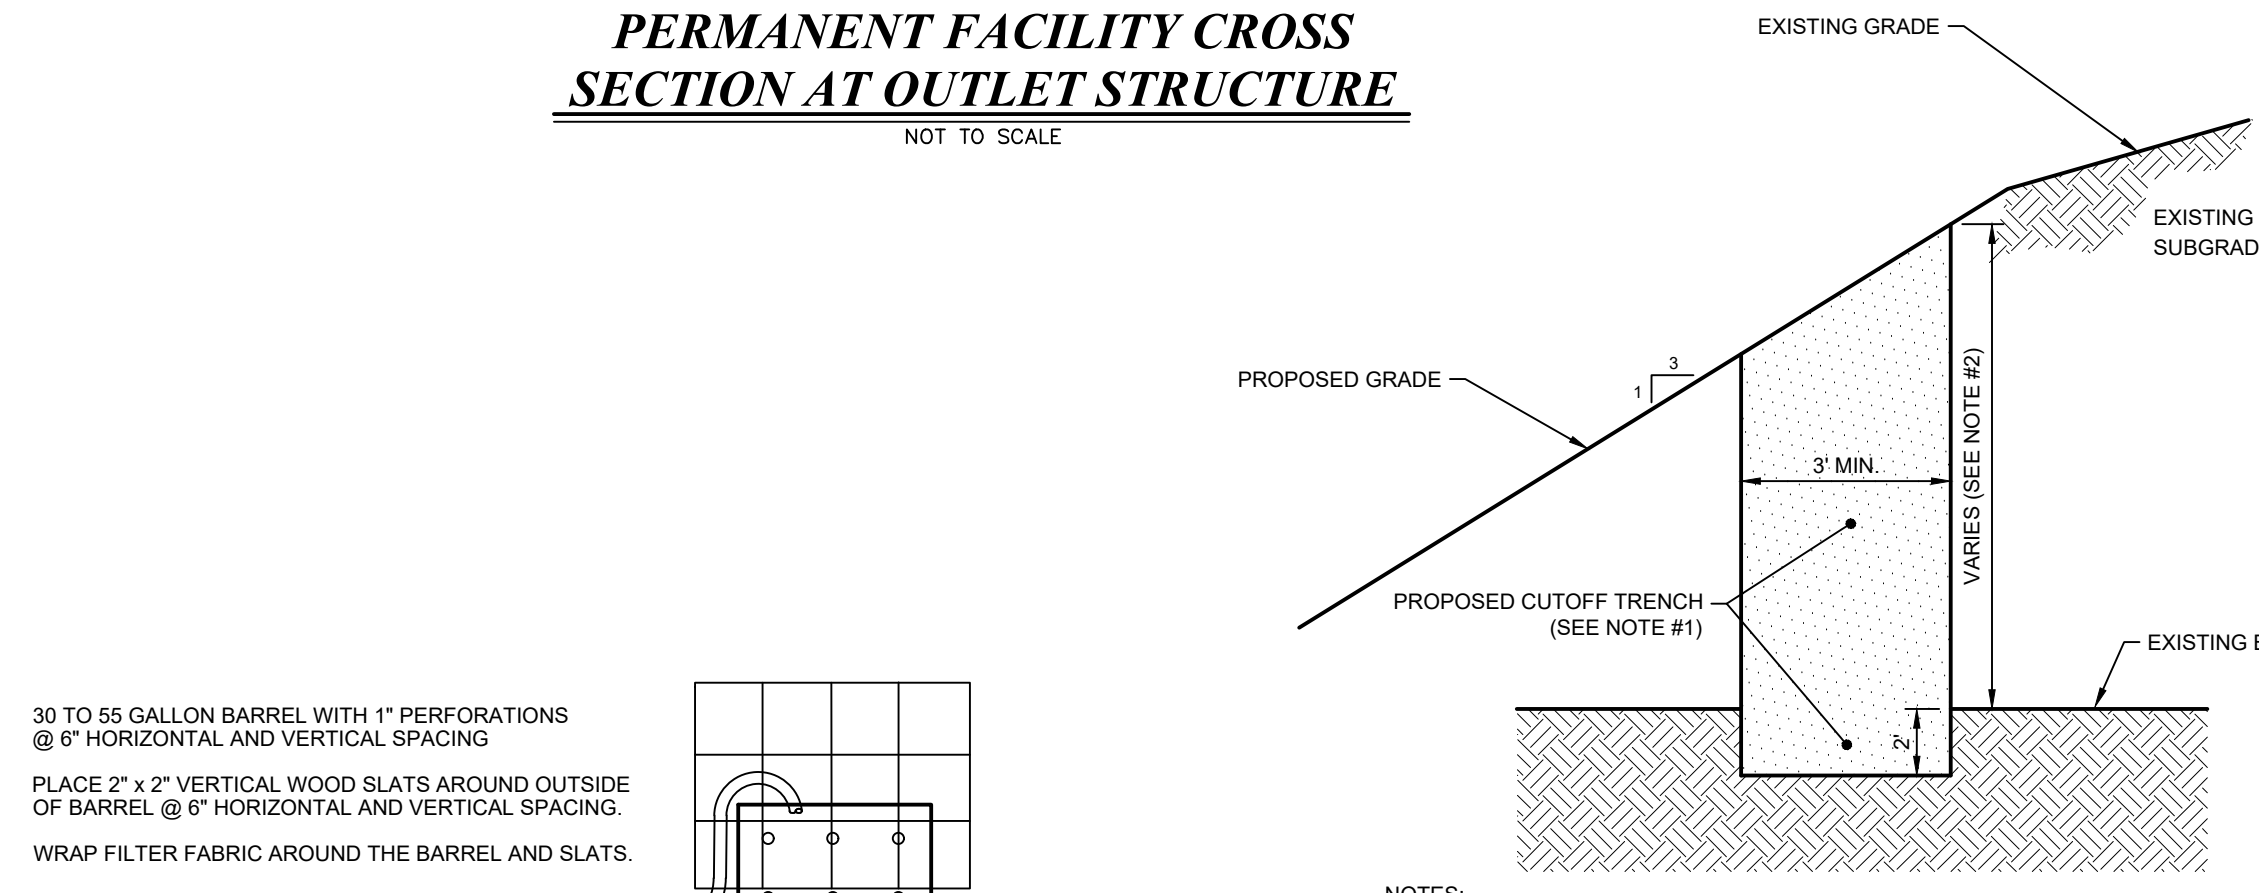 PERMANENT FACILITY CROSS
SECTION AT OUTLET STRUCTURE
NOT TO SCALE
EXISTING GRADE
EXISTING
PROPOSED GRADE
3
1
VARIES (SEE NOTE #2)
3' MIN.
PROPOSED CUTOFF TRENCH
(SEE NOTE #1)
EXISTING
2'
30 TO 55 GALLON BARREL WITH 1" PERFORATIONS
@ 6" HORIZONTAL AND VERTICAL SPACING
PLACE 2" x 2" VERTICAL WOOD SLATS AROUND OUTSIDE
OF BARREL @ 6" HORIZONTAL AND VERTICAL SPACING.
WRAP FILTER FABRIC AROUND THE BARREL AND SLATS.
NOTES: